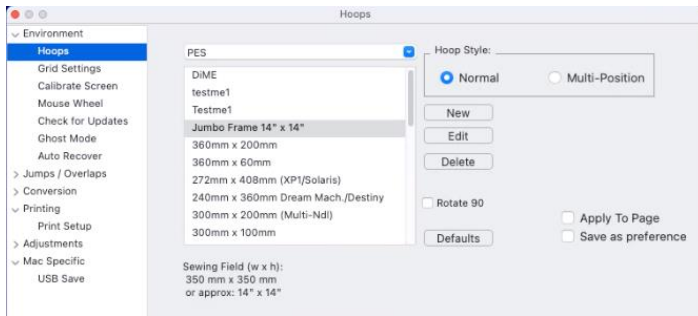 Hoops
Environment
Hoops
Grid Settings
Calibrate Screen
Mouse Wheel
Check for Updates
Ghost Mode
Auto Recover
Jumps / Overlaps
Conversion
Printing
Print Setup
Adjustments
Mac Specific
USB Save
PES
DiME
testme1
Testme1
Jumbo Frame 14" x 14"
360mm x 200mm
360mm x 60mm
272mm x 408mm (XP1/Solaris)
240mm x 360mm Dream Mach./Destiny
300mm x 200mm (Multi-Ndl)
300mm x 100mm
Sewing Field (w x h):
350 mm x 350 mm
or approx: 14" x 14"
Hoop Style:
Normal
Multi-Position
New
Edit
Delete
Rotate 90
Defaults
Apply To Page
Save as preference